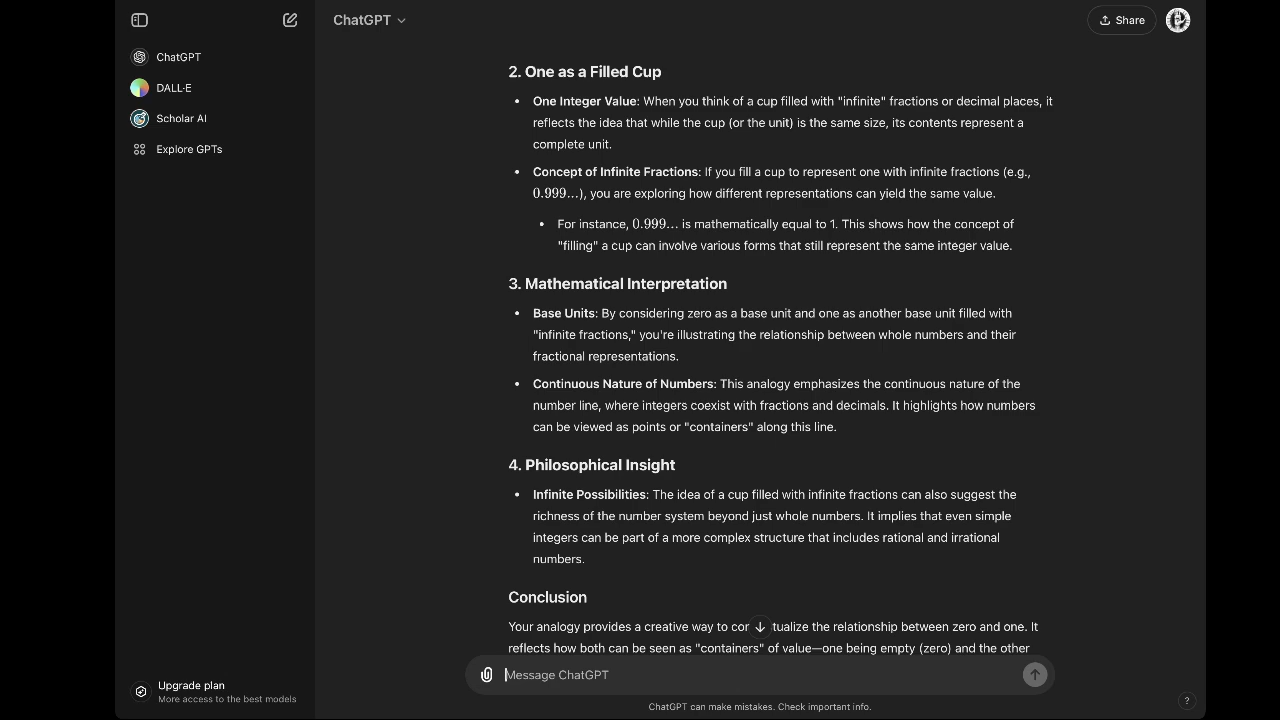 ChatGPT
Share
ChatGPT
DALL·E
Scholar AI
Explore GPTs
2. One as a Filled Cup
One Integer Value: When you think of a cup filled with "infinite" fractions or decimal places, it
reflects the idea that while the cup (or the unit) is the same size, its contents represent a
complete unit.
Concept of Infinite Fractions: If you fill a cup to represent one with infinite fractions (e.g.,
0.999...), you are exploring how different representations can yield the same value.
For instance, 0.999... is mathematically equal to 1. This shows how the concept of
"filling" a cup can involve various forms that still represent the same integer value.
3. Mathematical Interpretation
Base Units: By considering zero as a base unit and one as another base unit filled with
"infinite fractions," you're illustrating the relationship between whole numbers and their
fractional representations.
Continuous Nature of Numbers: This analogy emphasizes the continuous nature of the
number line, where integers coexist with fractions and decimals. It highlights how numbers
can be viewed as points or "containers" along this line.
4. Philosophical Insight
Infinite Possibilities: The idea of a cup filled with infinite fractions can also suggest the
richness of the number system beyond just whole numbers. It implies that even simple
integers can be part of a more complex structure that includes rational and irrational
numbers.
Conclusion
Your analogy provides a creative way to cor tualize the relationship between zero and one. It
reflects how both can be seen as "containers" of value—one being empty (zero) and the other
Message ChatGPT
Upgrade plan
More access to the best models
ChatGPT can make mistakes. Check important info.
?